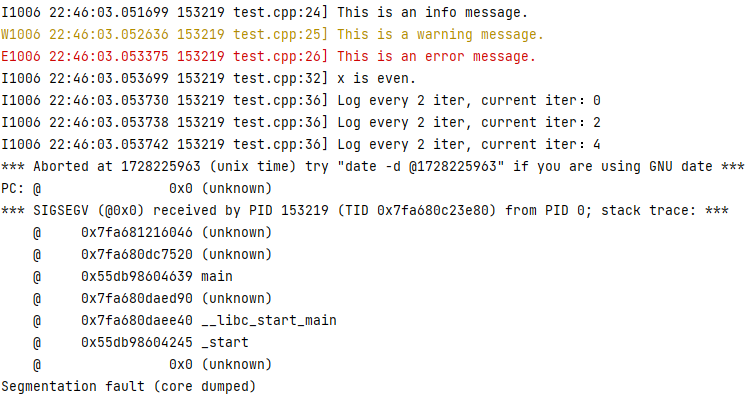 I1006 22:46:03.051699 153219 test.cpp:24] This is an info message.
W1006 22:46:03.052636 153219 test.cpp:25] This is a warning message.
E1006 22:46:03.053375 153219 test.cpp:26] This is an error message.
I1006 22:46:03.053699 153219 test.cpp:32] x is even.
I1006 22:46:03.053730 153219 test.cpp:36] Log every 2 iter, current iter: 0
I1006 22:46:03.053738 153219 test.cpp:36] Log every 2 iter, current iter: 2
I1006 22:46:03.053742 153219 test.cpp:36] Log every 2 iter, current iter: 4
*** Aborted at 1728225963 (unix time) try "date -d @1728225963" if you are using GNU date ***
PC: @                0x0 (unknown)
*** SIGSEGV (@0x0) received by PID 153219 (TID 0x7fa680c23e80) from PID 0; stack trace: ***
    @     0x7fa681216046 (unknown)
    @     0x7fa680dc7520 (unknown)
    @     0x55db98604639 main
    @     0x7fa680daed90 (unknown)
    @     0x7fa680daee40 __libc_start_main
    @     0x55db98604245 _start
    @                0x0 (unknown)
Segmentation fault (core dumped)